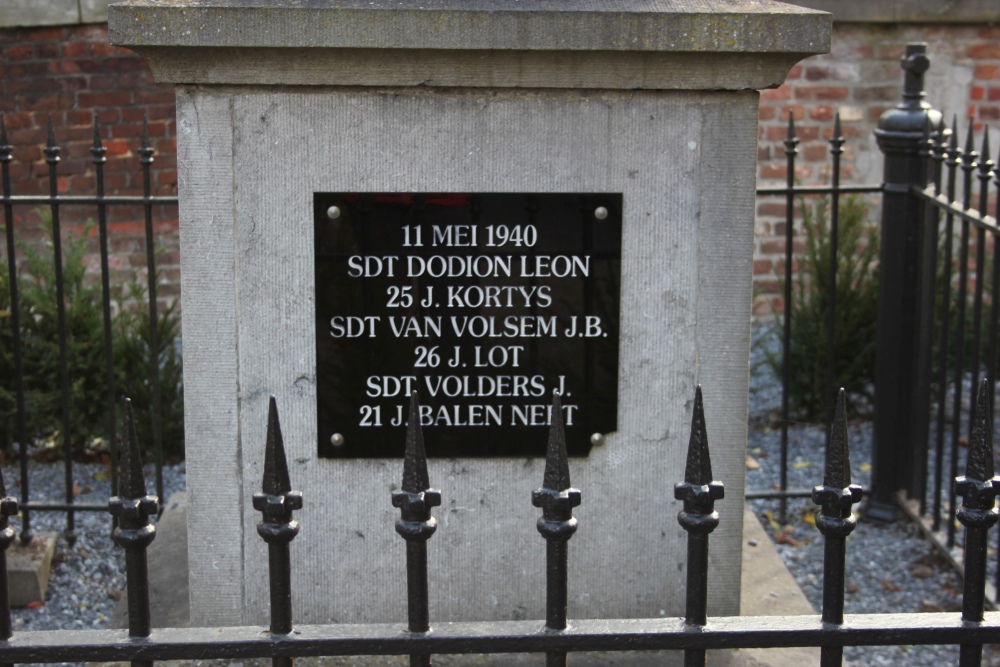 11 MEI 1940
SDT DODION LEON
25 J. KORTYS
SDT VAN VOLSEM J.B.
26 J. LOT
SDT. VOLDERS J.
21 J. BALEN NEET